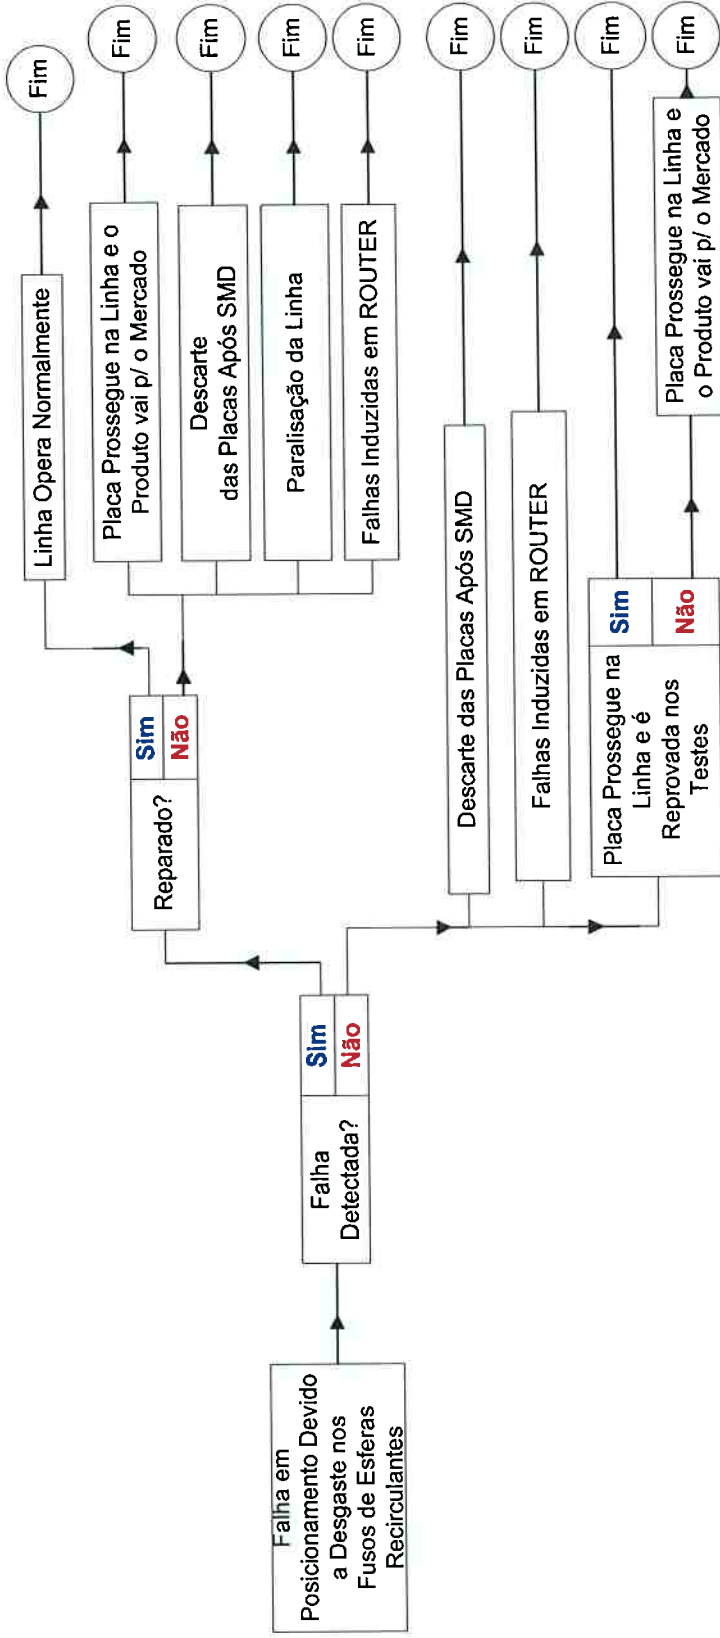 Falha em
Posicionamento Devido
a Desgaste nos
Fusos de Esferas
Recirculantes
Falha
Detectada?
Sim
Não
Reparado?
Sim
Não
Linha Opera Normalmente
Fim
Placa Prossegue na Linha e o
Produto vai p/ o Mercado
Fim
Descarte
das Placas Após SMD
Fim
Paralisação da Linha
Fim
Falhas Induzidas em ROUTER
Fim
Descarte das Placas Após SMD
Fim
Falhas Induzidas em ROUTER
Fim
Placa Prossegue na
Linha e é
Reprovada nos
Testes
Sim
Não
Fim
Placa Prossegue na Linha e
o Produto vai p/ o Mercado
Fim